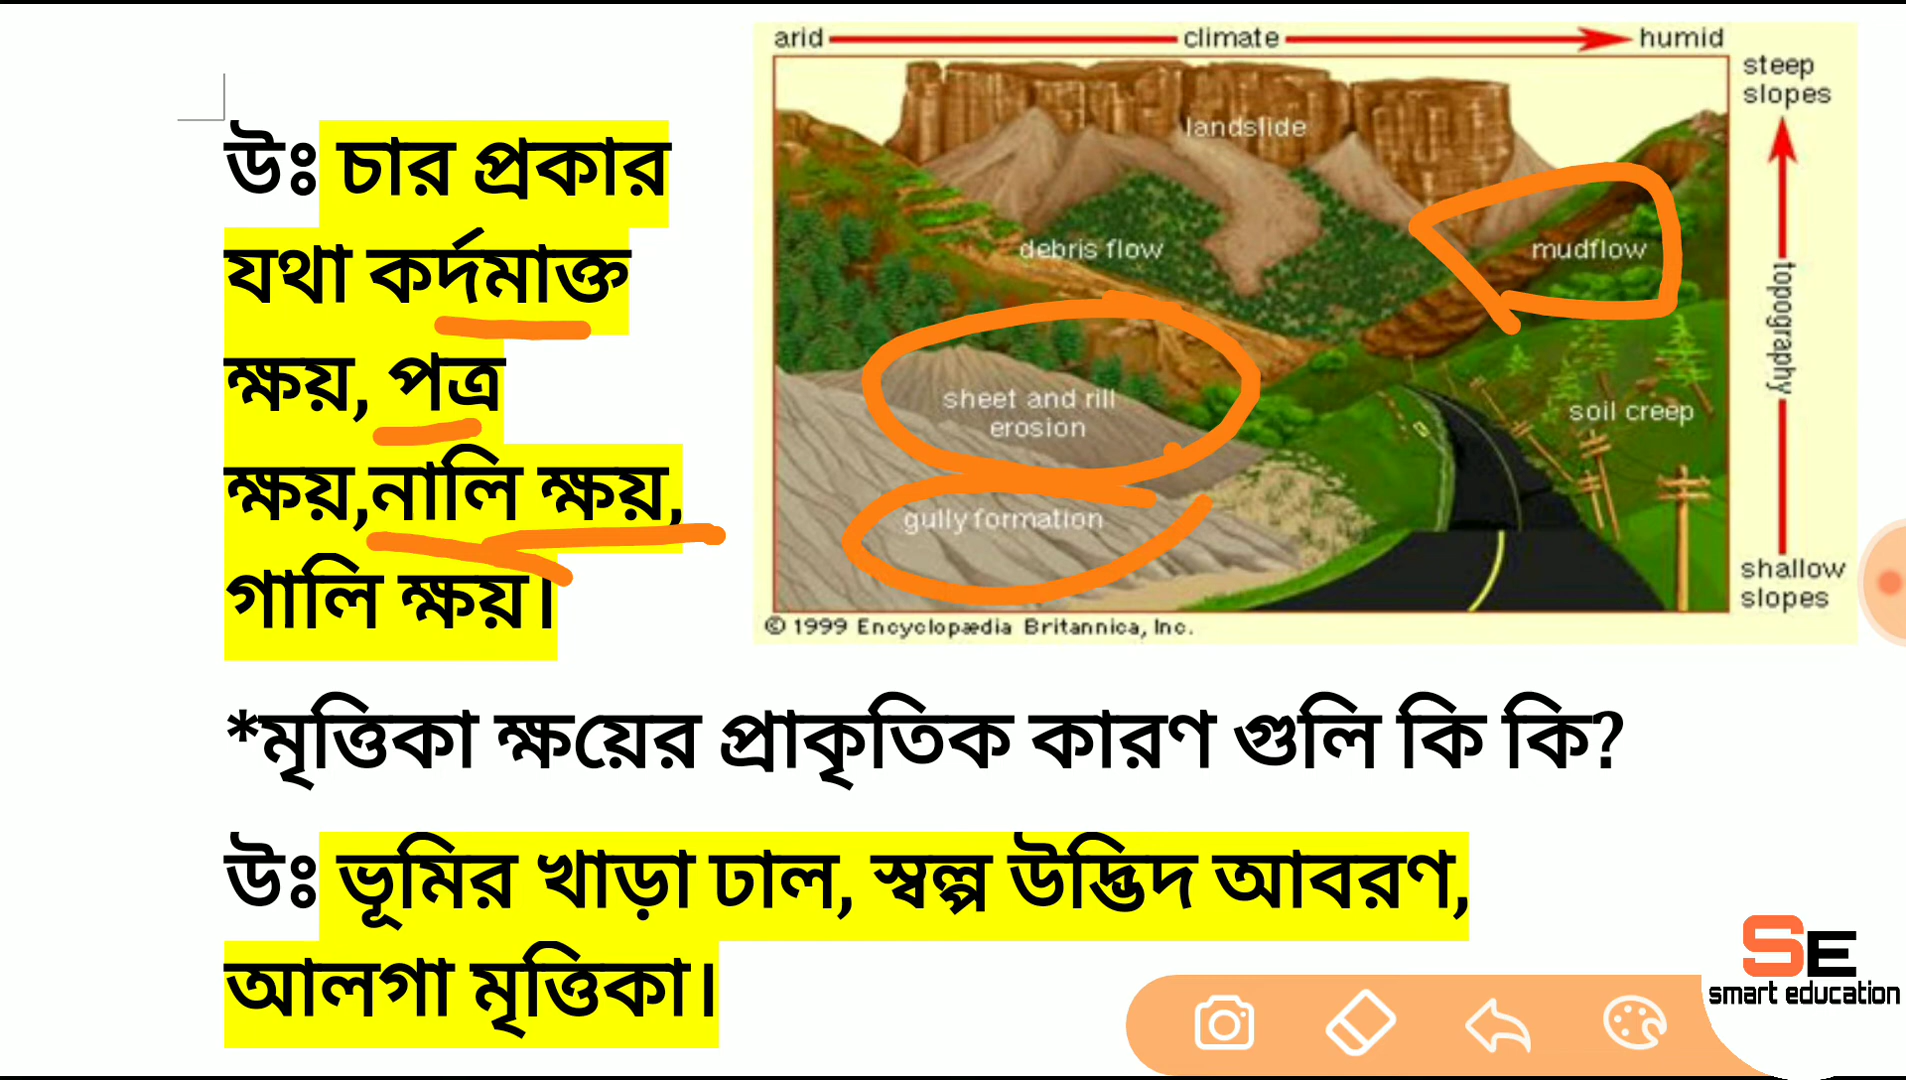 উঃ চার প্রকার
যথা কর্দমাক্ত
ক্ষয়, পত্র
ক্ষয়,নালি ক্ষয়,
গালি ক্ষয়।
arid climate humid
steep
slopes
landslide
debris flow
mudflow
topography
sheet and rill
erosion
soil creep
gully formation
shallow
slopes
© 1999 Encyclopædia Britannica, Inc.
*মৃত্তিকা ক্ষয়ের প্রাকৃতিক কারণ গুলি কি কি?
উঃ ভূমির খাড়া ঢাল, স্বল্প উদ্ভিদ আবরণ,
আলগা মৃত্তিকা।
SE
smart education